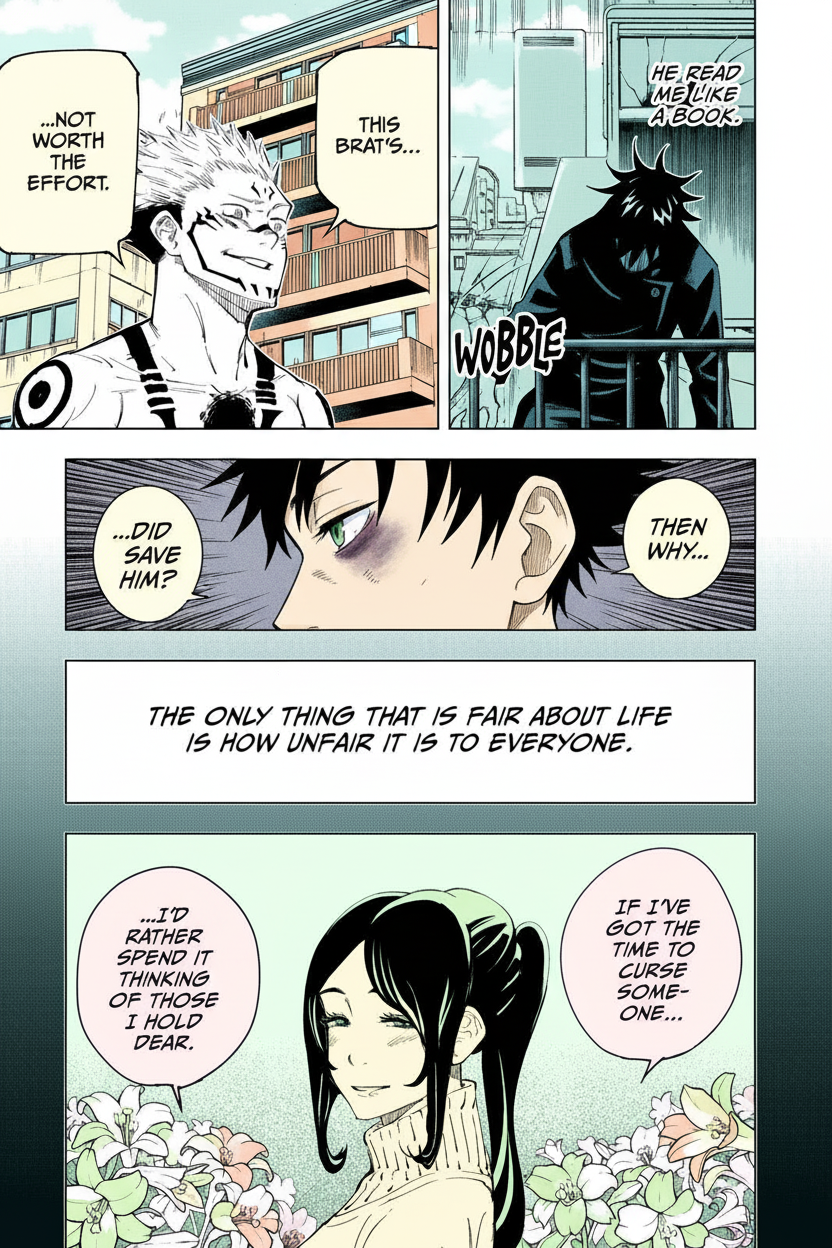 HE READ
ME LIKE
A BOOK.
WOBBLE
THIS
BRAT'S...
...NOT
WORTH
THE
EFFORT.
THEN
WHY...
...DID
SAVE
HIM?
THE ONLY THING THAT IS FAIR ABOUT LIFE
IS HOW UNFAIR IT IS TO EVERYONE.
IF I'VE
GOT THE
TIME TO
CURSE
SOME-
ONE...
...I'D
RATHER
SPEND IT
THINKING
OF THOSE
I HOLD
DEAR.